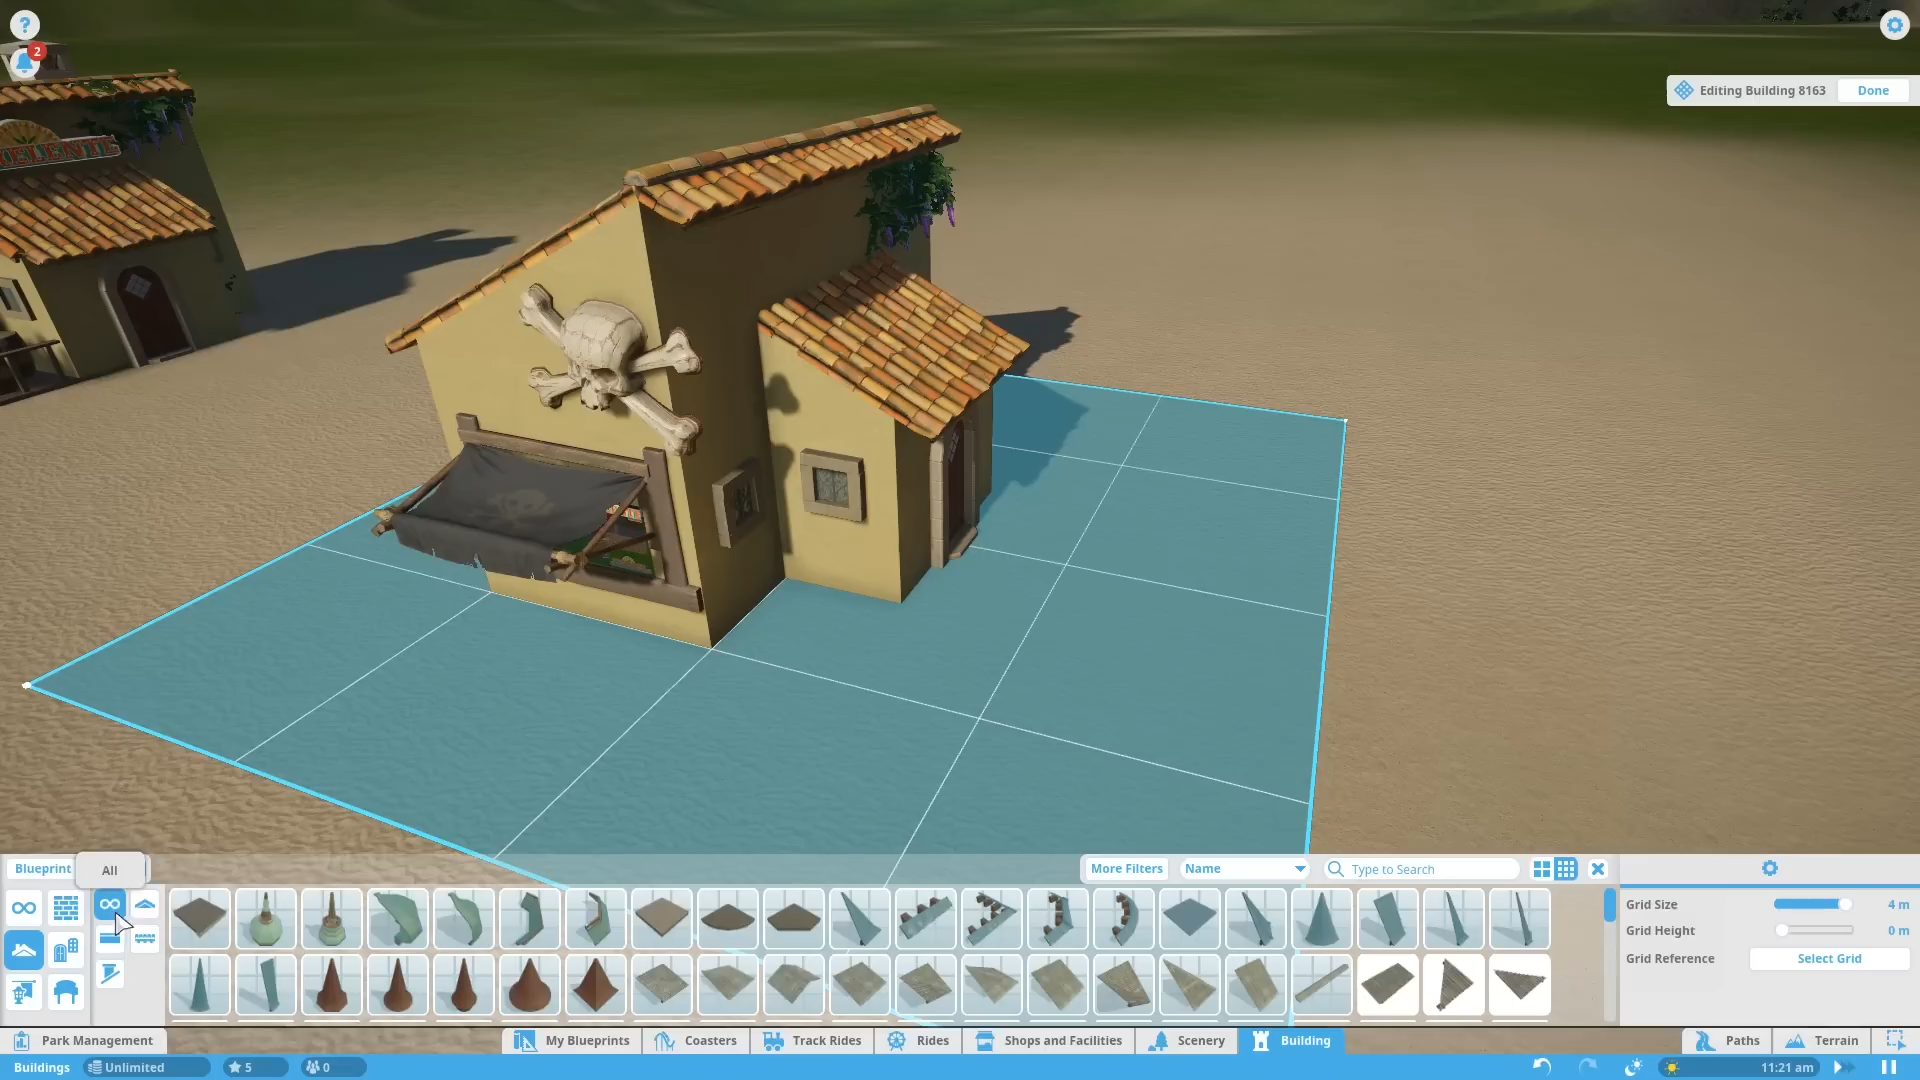 ?
2
Editing Building 8163
Done
Blueprint
All
More Filters
Name
Type to Search
Grid Size
4 m
Grid Height
0 m
Grid Reference
Select Grid
Park Management
My Blueprints
Coasters
Track Rides
Rides
Shops and Facilities
Scenery
Building
Paths
Terrain
Buildings
Unlimited
5
0
11:21 am